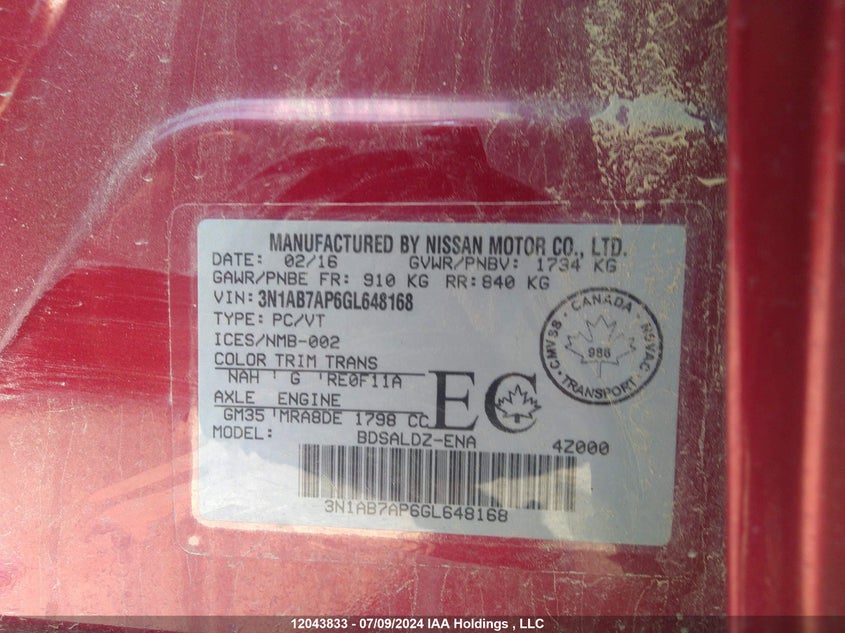 MANUFACTURED BY NISSAN MOTOR CO., LTD.
DATE: 02/16 GVWR/PNBV: 1734 KG
GAWR/PNBE FR: 910 KG RR: 840 KG
VIN: 3N1AB7AP6GL648168
TYPE: PC/VT
ICES/NMB-002
COLOR TRIM TRANS
NAH G RE0F11A
AXLE ENGINE
GM35 MRA8DE 1798 CC
MODEL: BDSALDZ-ENA 4Z000
EC
CANADA
CMVSS NSVAC
986
TRANSPORT
3N1AB7AP6GL648168
12043833 - 07/09/2024 IAA Holdings , LLC